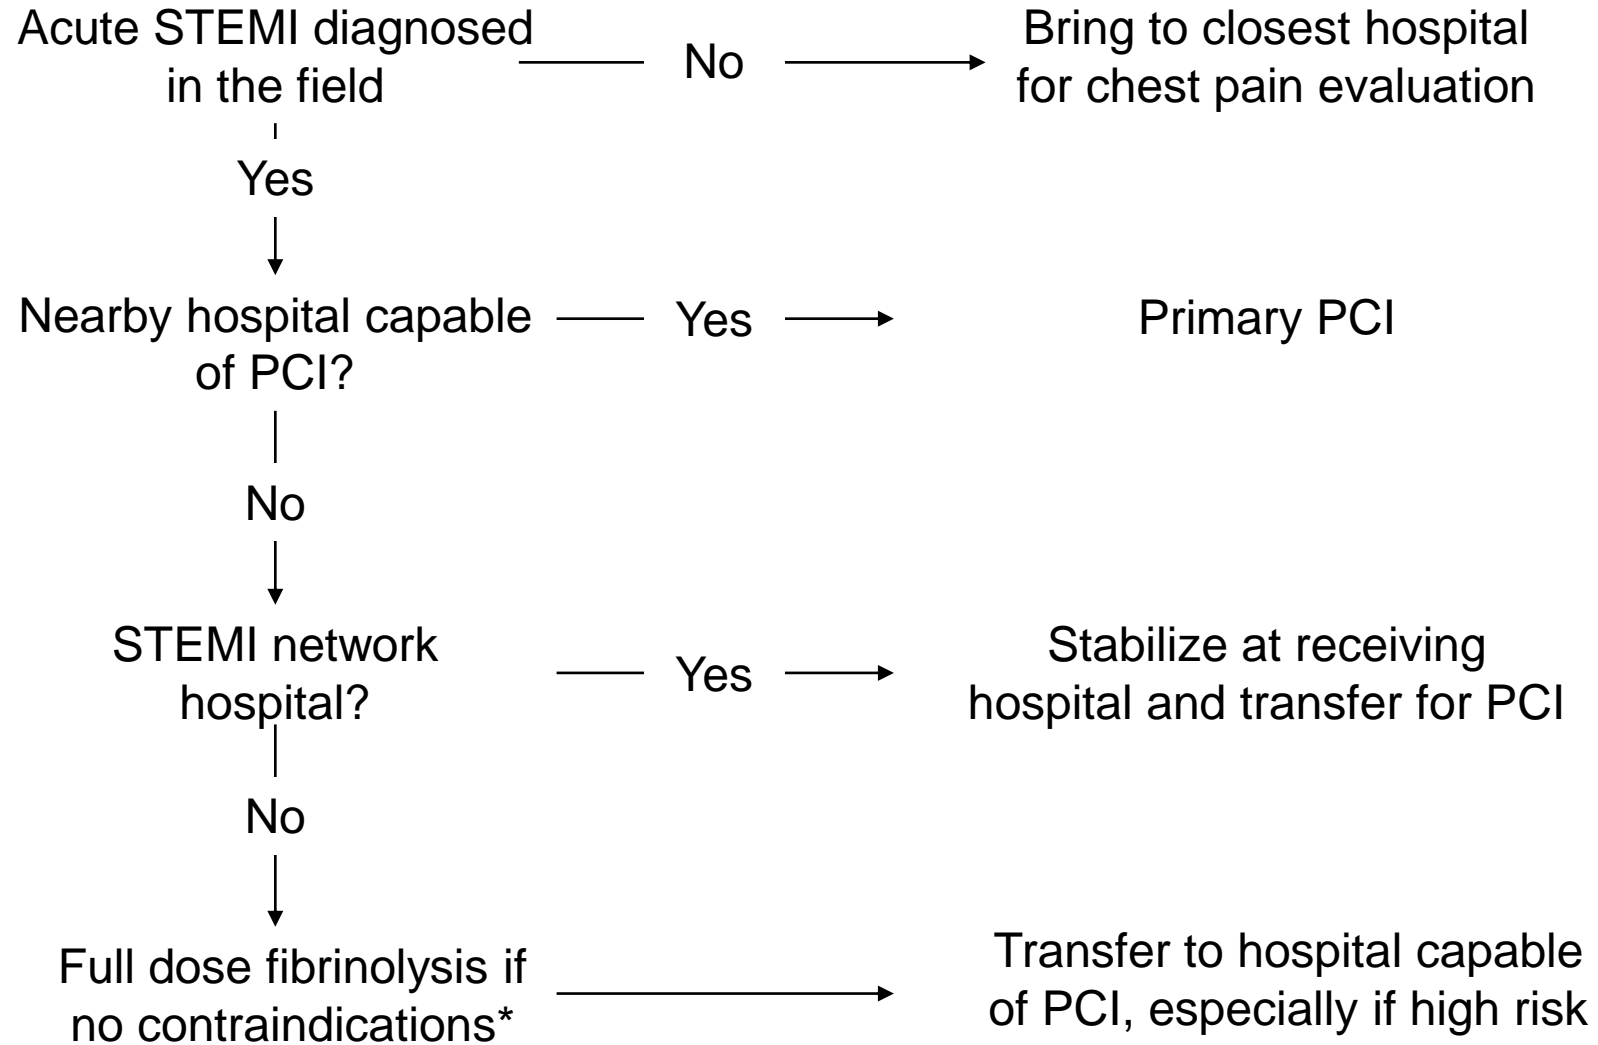 Acute STEMI diagnosed
in the field
No
Bring to closest hospital
for chest pain evaluation
Yes
Nearby hospital capable
of PCI?
Yes
Primary PCI
No
STEMI network
hospital?
Yes
Stabilize at receiving
hospital and transfer for PCI
No
Full dose fibrinolysis if
no contraindications*
Transfer to hospital capable
of PCI, especially if high risk